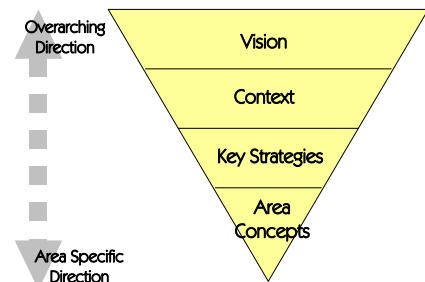 Overarching
Direction
Vision
Context
Key Strategies
Area
Concepts
Area Specific
Direction